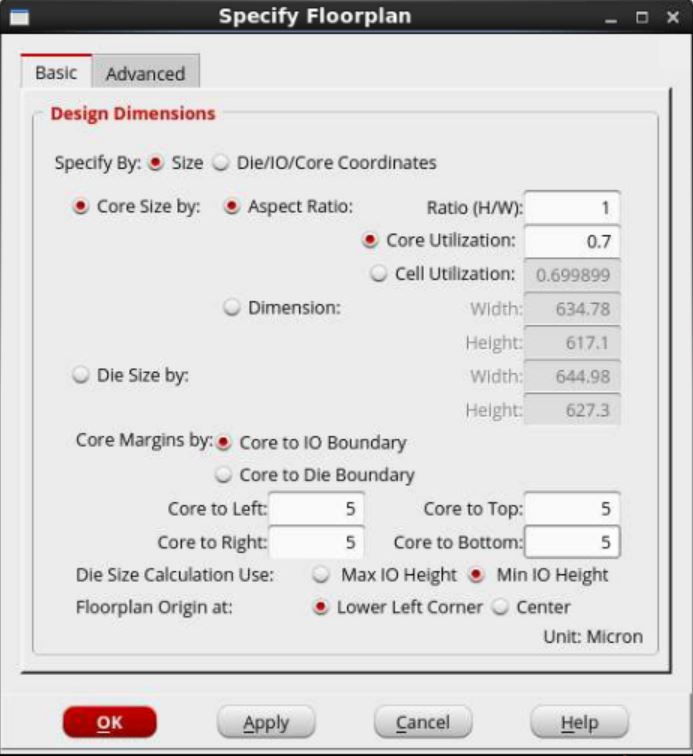 Specify Floorplan
Basic Advanced
Design Dimensions
Specify By: Size Die/IO/Core Coordinates
Core Size by: Aspect Ratio: Ratio (H/W): 1
Core Utilization: 0.7
Cell Utilization: 0.699899
Dimension: Width: 634.78
Height: 617.1
Die Size by: Width: 644.98
Height: 627.3
Core Margins by: Core to IO Boundary
Core to Die Boundary
Core to Left: 5 Core to Top: 5
Core to Right: 5 Core to Bottom: 5
Die Size Calculation Use: Max IO Height Min IO Height
Floorplan Origin at: Lower Left Corner Center
Unit: Micron
OK Apply Cancel Help